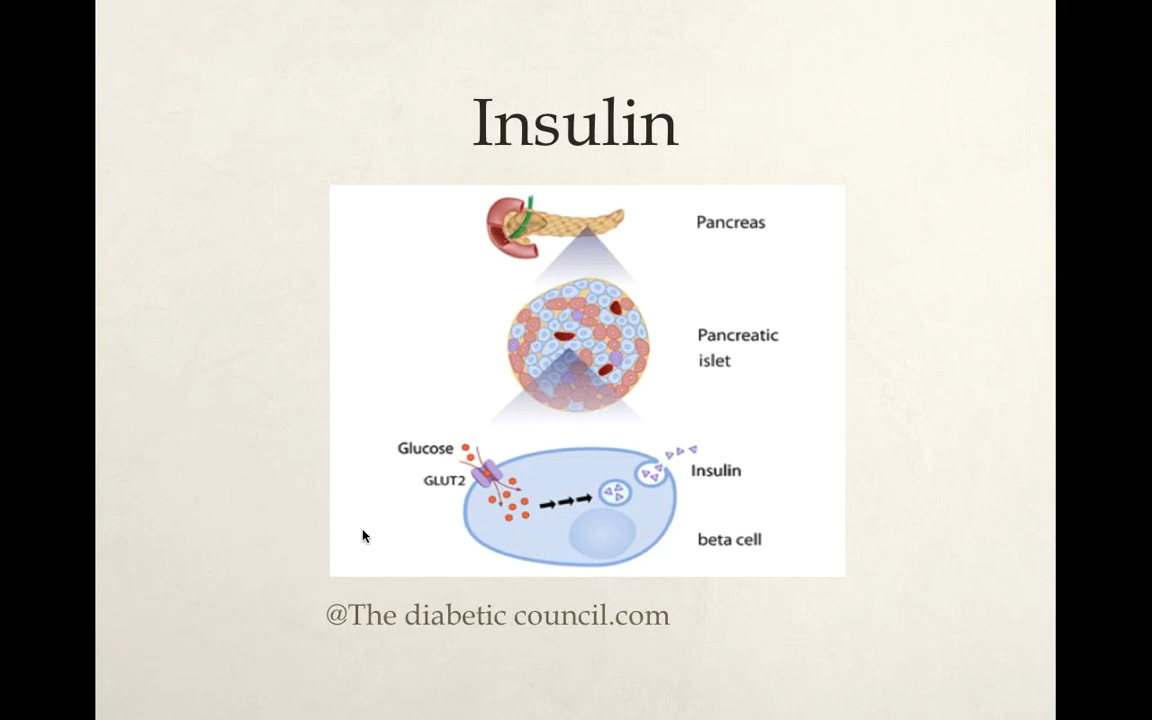 Insulin
Pancreas
Pancreatic
islet
Glucose
GLUT2
Insulin
beta cell
@The diabetic council.com